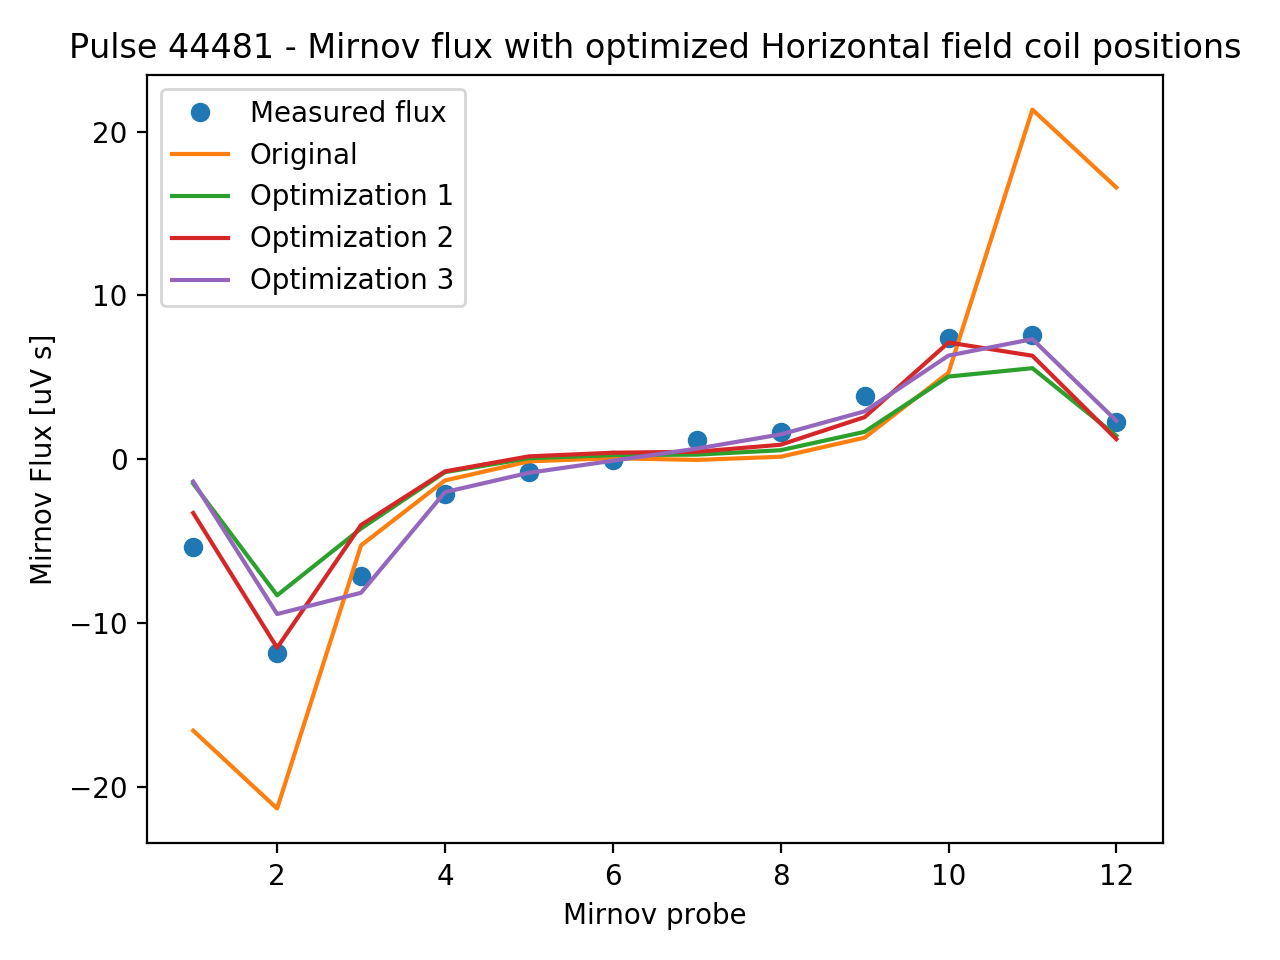 Pulse 44481 - Mirnov flux with optimized Horizontal field coil positions
Measured flux
Original
Optimization 1
Optimization 2
Optimization 3
Mirnov Flux [uV s]
20
10
0
−10
−20
2
4
6
8
10
12
Mirnov probe